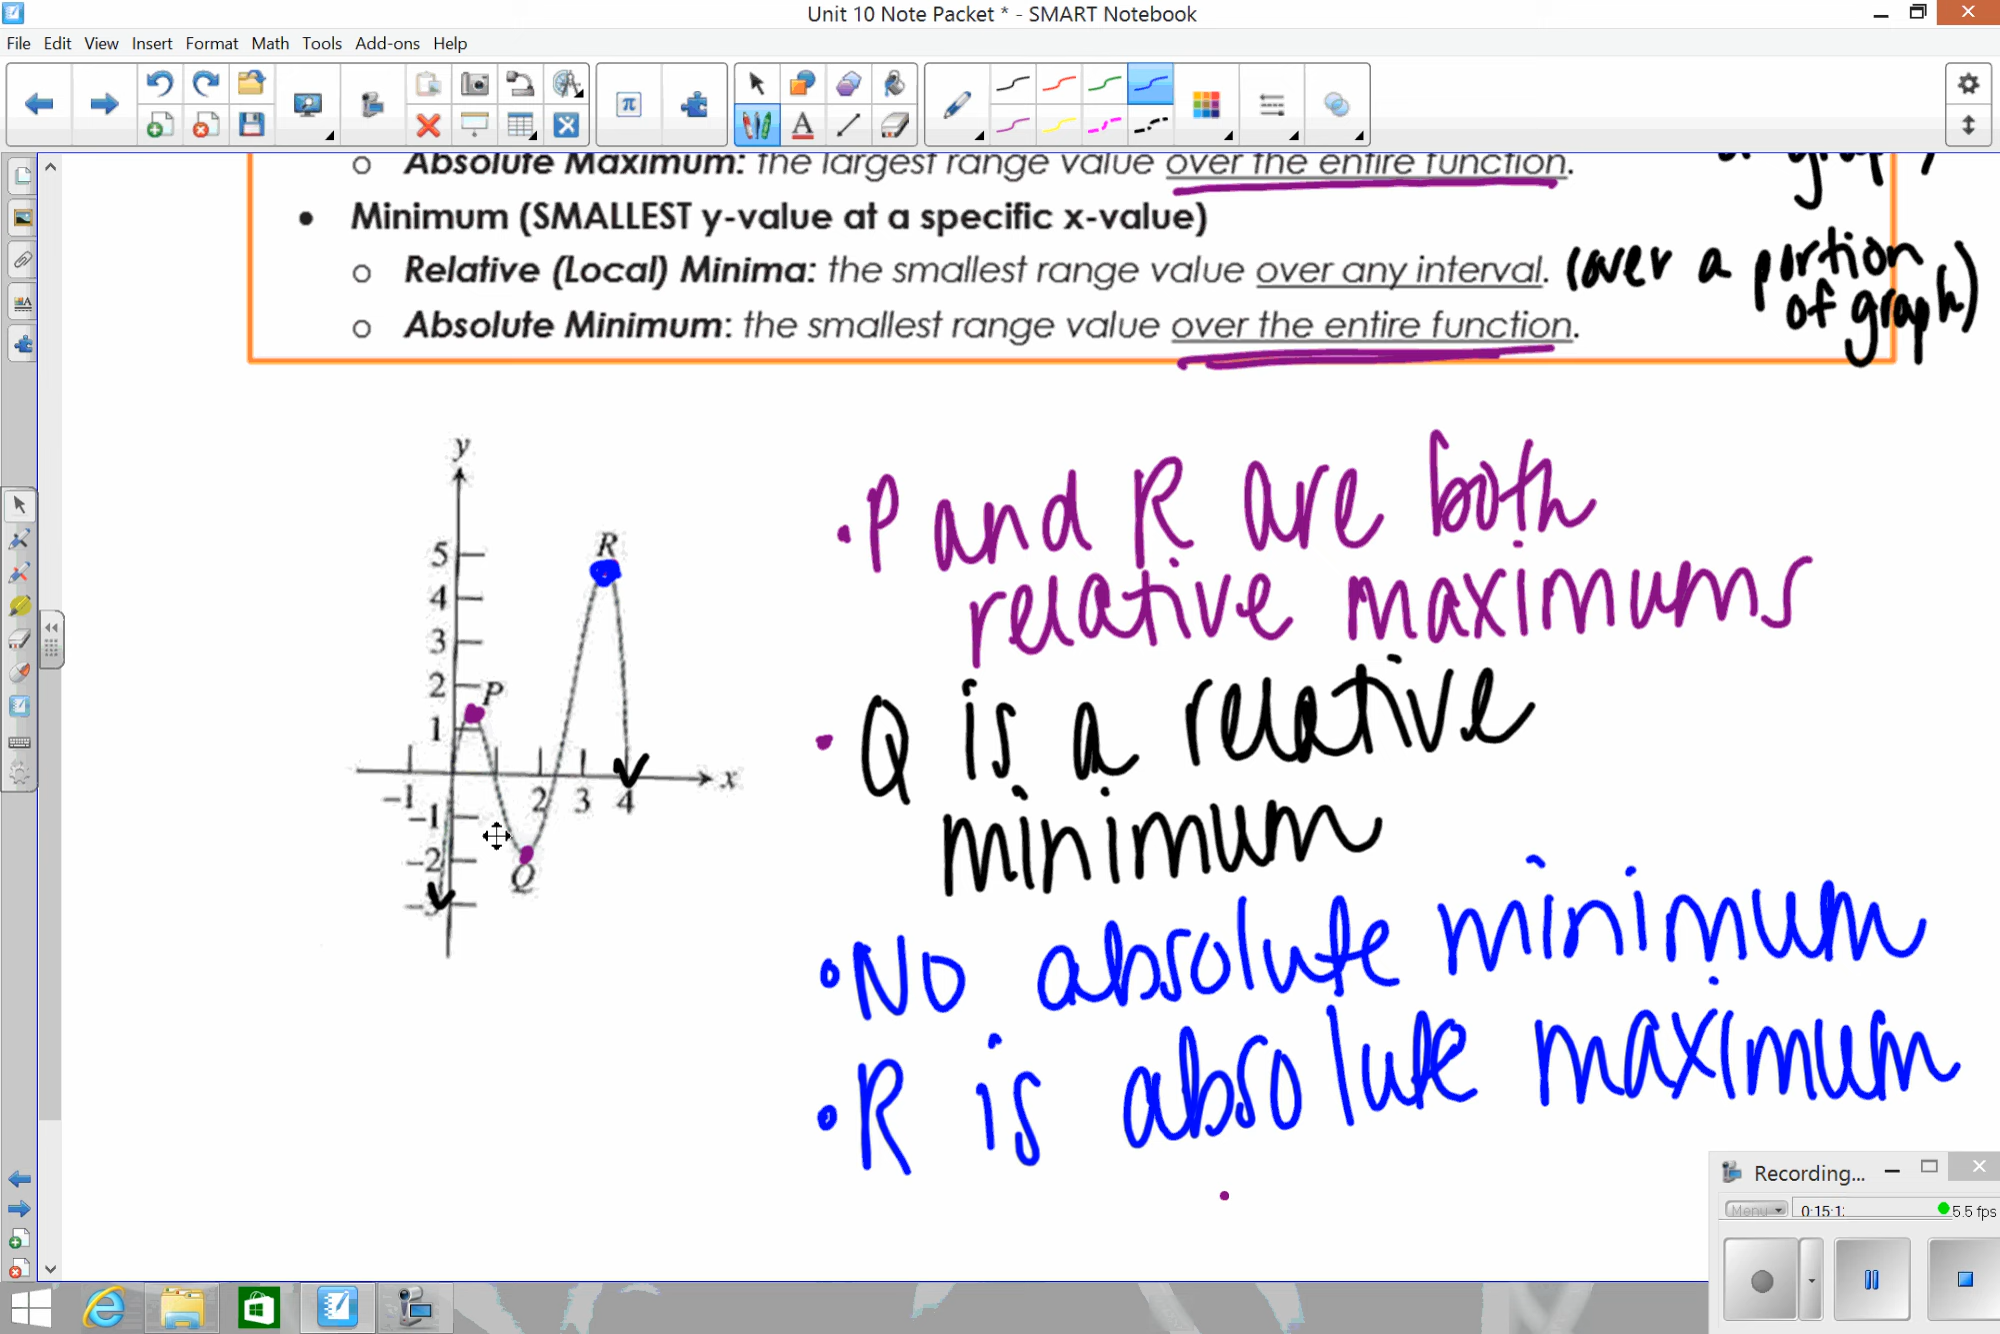 Unit 10 Note Packet * - SMART Notebook
File Edit View Insert Format Math Tools Add-ons Help
o Absolute Maximum: the largest range value over the entire function.
of graph)
• Minimum (SMALLEST y-value at a specific x-value)
o Relative (Local) Minima: the smallest range value over any interval. (over a portion
of graph)
o Absolute Minimum: the smallest range value over the entire function.
y
5
R
4
3
2 P
1
x
-1 2 3 4
-1
-2
Q
-3
• P and R are both
relative maximums
• Q is a relative
minimum
• No absolute minimum
• R is absolute maximum
Recording...
Menu 0:15:1 5.5 fps